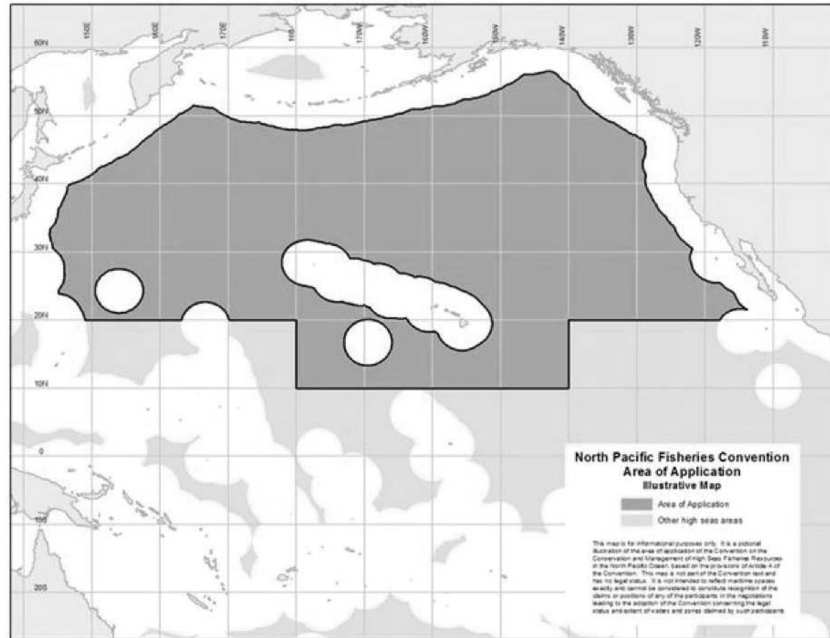 150E 160E 170E 180 170W 160W 150W 140W 130W 120W 110W
60N
50N
40N
30N
20N
10N
0
10S
20S
North Pacific Fisheries Convention
Area of Application
Illustrative Map
Area of Application
Other high seas areas
This map is for informational purposes only. It is a pictorial
illustration of the area of application of the Convention on the
Conservation and Management of High Seas Fisheries Resources
in the North Pacific Ocean, based on the provisions of Article 4 of
the Convention. This map is not part of the Convention text and
has no legal status. It is not intended to reflect maritime spaces
exactly and cannot be considered to constitute recognition of the
claims or positions of any of the participants in the negotiations
leading to the adoption of the Convention concerning the legal
status and extent of waters and zones claimed by such participants.